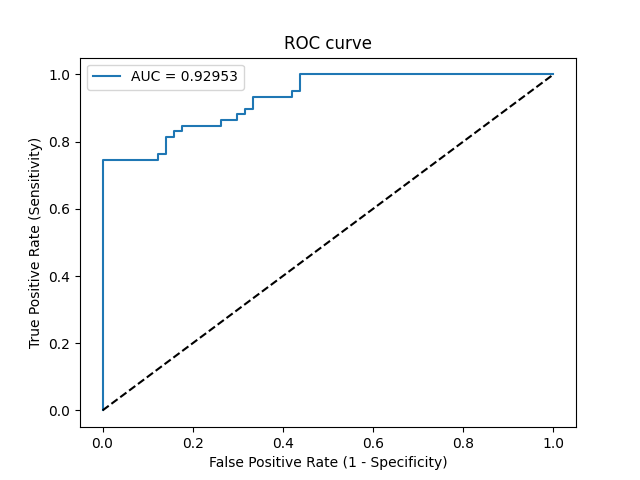 ROC curve
AUC = 0.92953
1.0
0.8
0.6
0.4
0.2
0.0
True Positive Rate (Sensitivity)
0.0 0.2 0.4 0.6 0.8 1.0
False Positive Rate (1 - Specificity)